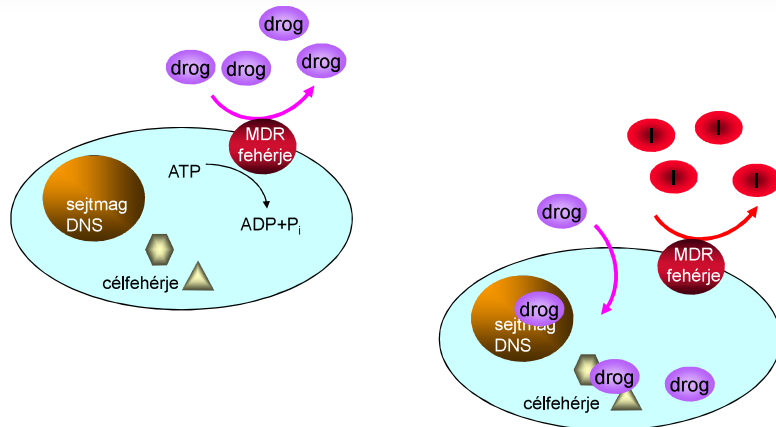 drog
drog
drog
drog
MDR
fehérje
ATP
sejtmag
DNS
ADP+Pi
célfehérje
I
I
I
I
drog
MDR
fehérje
drog
sejtmag
DNS
drog
drog
célfehérje